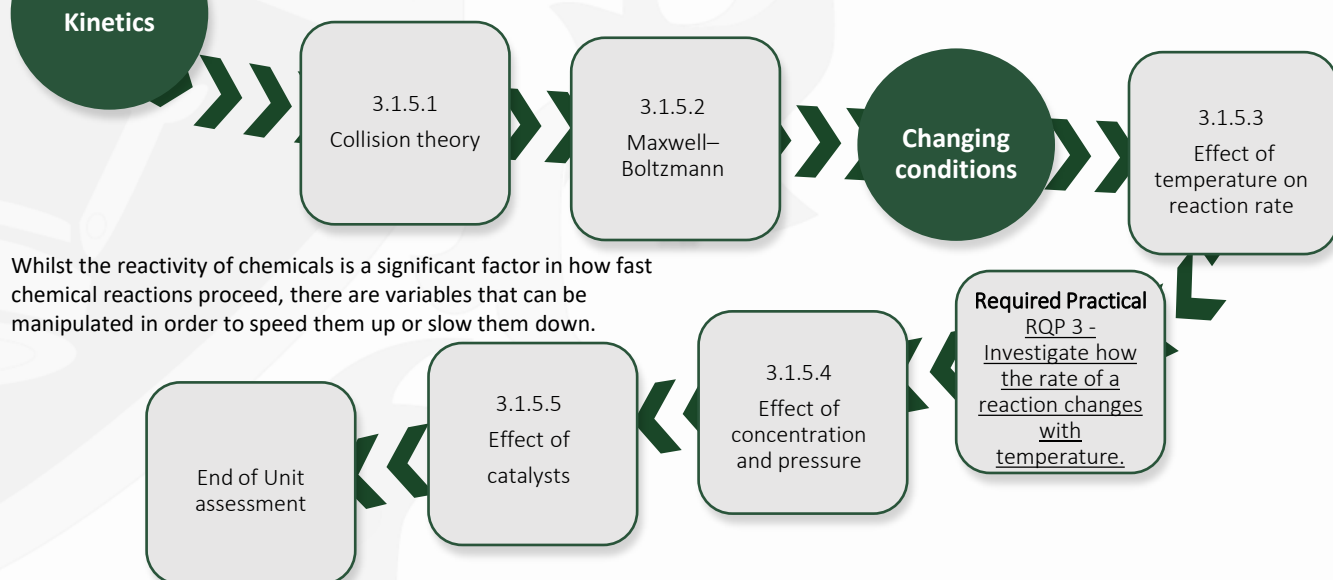 Kinetics
3.1.5.1
Collision theory
3.1.5.2
Maxwell–
Boltzmann
Changing
conditions
3.1.5.3
Effect of
temperature on
reaction rate
Whilst the reactivity of chemicals is a significant factor in how fast
chemical reactions proceed, there are variables that can be
manipulated in order to speed them up or slow them down.
Required Practical
RQP 3 -
Investigate how
the rate of a
reaction changes
with
temperature.
3.1.5.4
Effect of
concentration
and pressure
3.1.5.5
Effect of
catalysts
End of Unit
assessment